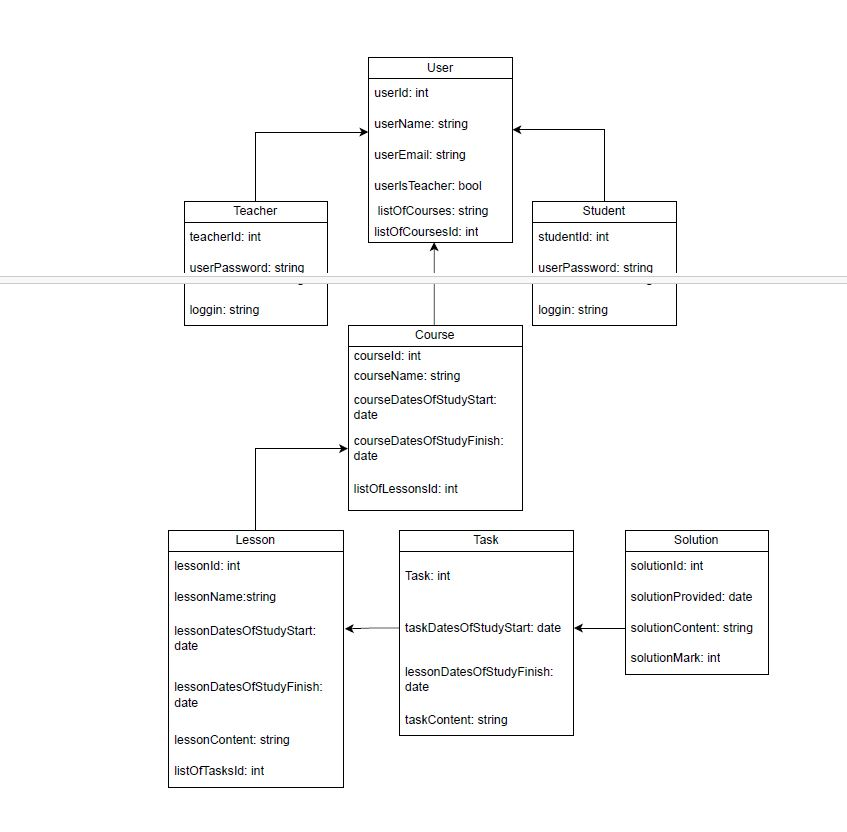 User
userId: int
userName: string
userEmail: string
userIsTeacher: bool
listOfCourses: string
listOfCoursesId: int
Teacher
teacherId: int
userPassword: string
loggin: string
Student
studentId: int
userPassword: string
loggin: string
Course
courseId: int
courseName: string
courseDatesOfStudyStart:
date
courseDatesOfStudyFinish:
date
listOfLessonsId: int
Lesson
lessonId: int
lessonName:string
lessonDatesOfStudyStart:
date
lessonDatesOfStudyFinish:
date
lessonContent: string
listOfTasksId: int
Task
Task: int
taskDatesOfStudyStart: date
lessonDatesOfStudyFinish:
date
taskContent: string
Solution
solutionId: int
solutionProvided: date
solutionContent: string
solutionMark: int